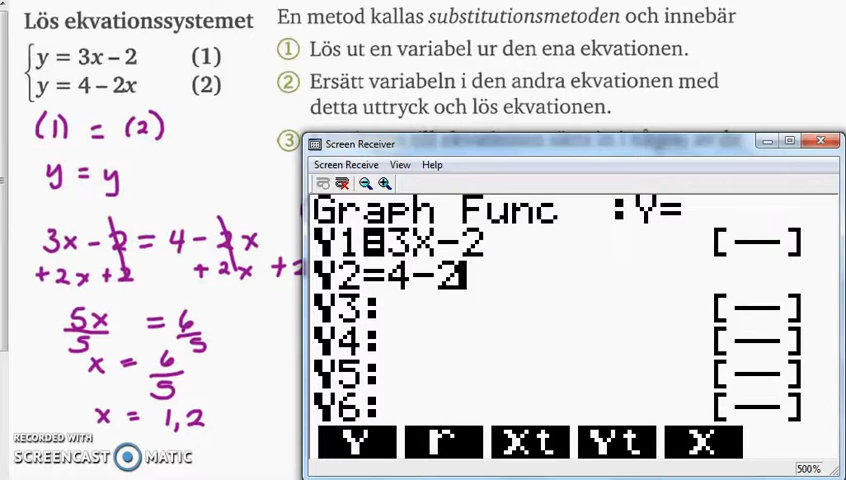 Lös ekvationssystemet
y = 3x – 2 (1)
y = 4 – 2x (2)
(1) = (2)
y = y
3x – 2 = 4 – 2x
+2x +2 +2x +2
5x/5 = 6/5
x = 6/5
x = 1,2
RECORDED WITH
SCREENCAST MATIC
En metod kallas substitutionsmetoden och innebär
1 Lös ut en variabel ur den ena ekvationen.
2 Ersätt variabeln i den andra ekvationen med
detta uttryck och lös ekvationen.
3
Screen Receiver
Screen Receive View Help
Graph Func :Y=
Y1=3X–2 [—]
Y2=4–2
Y3: [—]
Y4: [—]
Y5: [—]
Y6: [—]
Y r Xt Yt X
500%